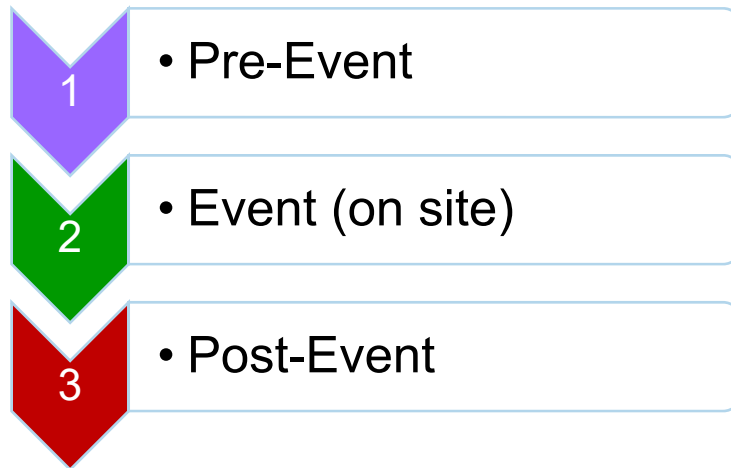 1
• Pre-Event
2
• Event (on site)
3
• Post-Event